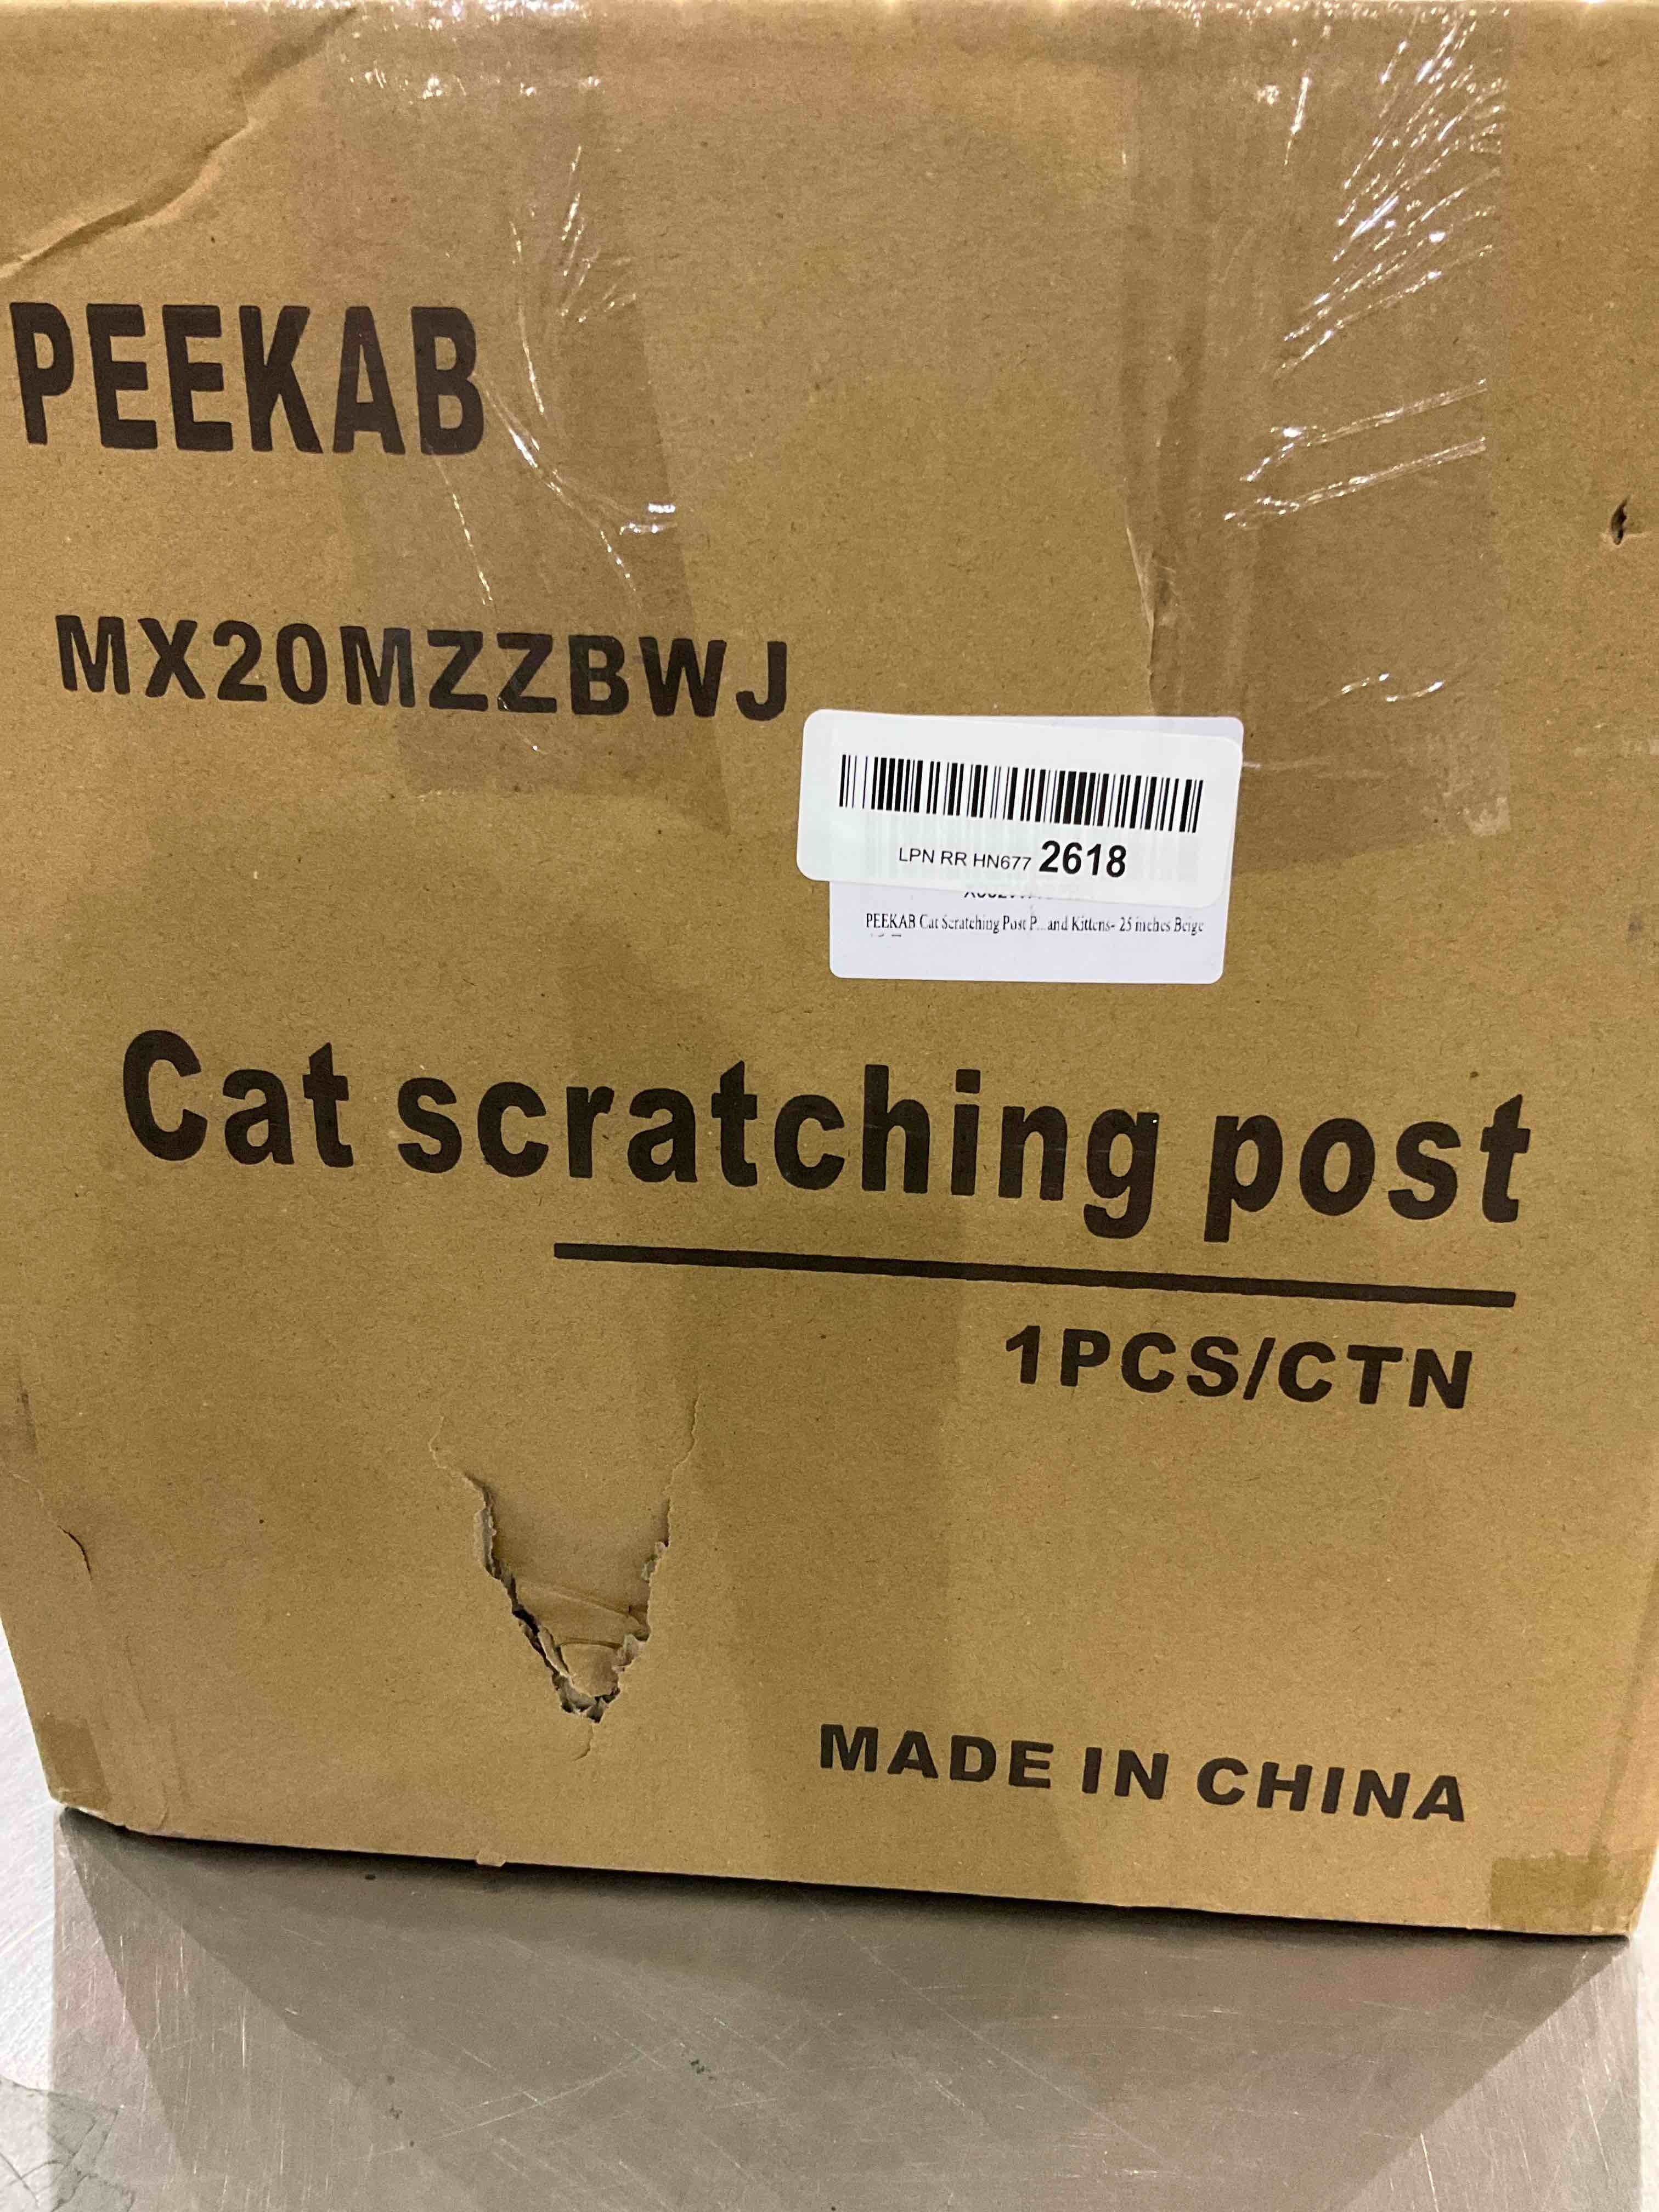 PEEKAB
MX20MZZBWJ
LPN RR HN677 2618
PEEKAB Cat Scratching Post P...and Kittens- 25 inches Beige
Cat scratching post
1PCS/CTN
MADE IN CHINA